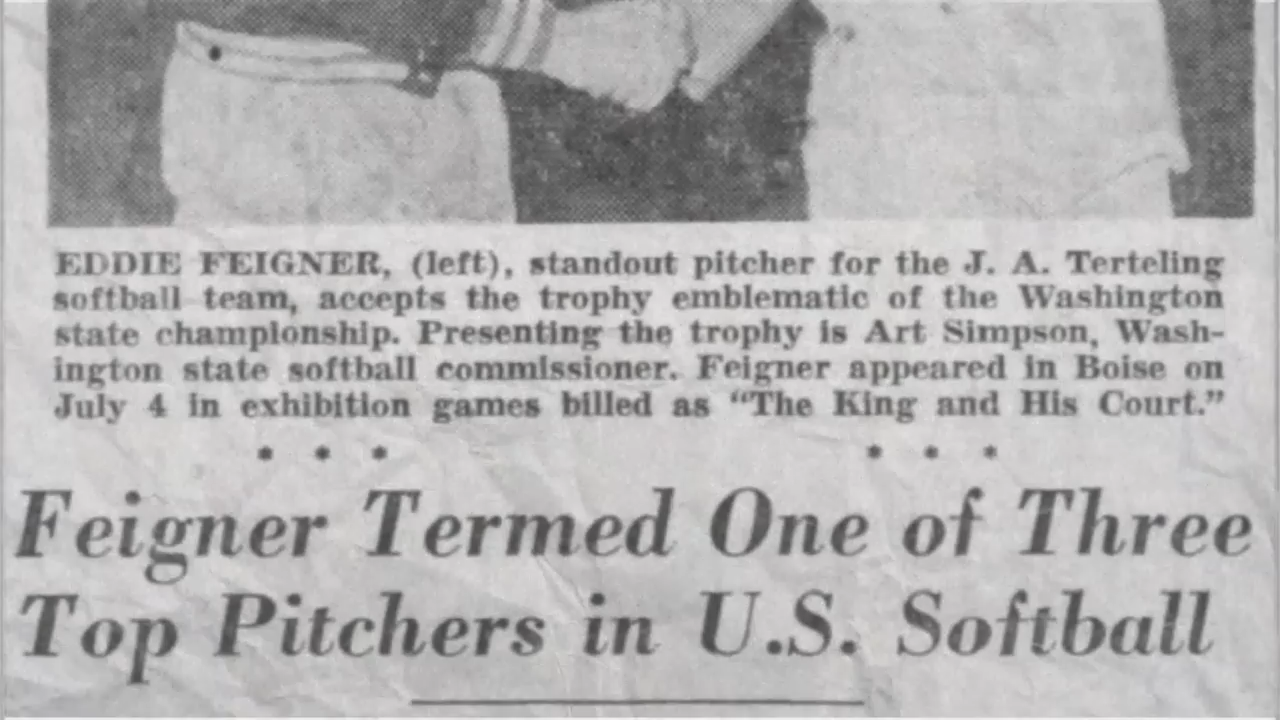 EDDIE FEIGNER, (left), standout pitcher for the J. A. Terteling
softball team, accepts the trophy emblematic of the Washington
state championship. Presenting the trophy is Art Simpson, Wash-
ington state softball commissioner. Feigner appeared in Boise on
July 4 in exhibition games billed as “The King and His Court.”
* * * * * *
Feigner Termed One of Three
Top Pitchers in U.S. Softball